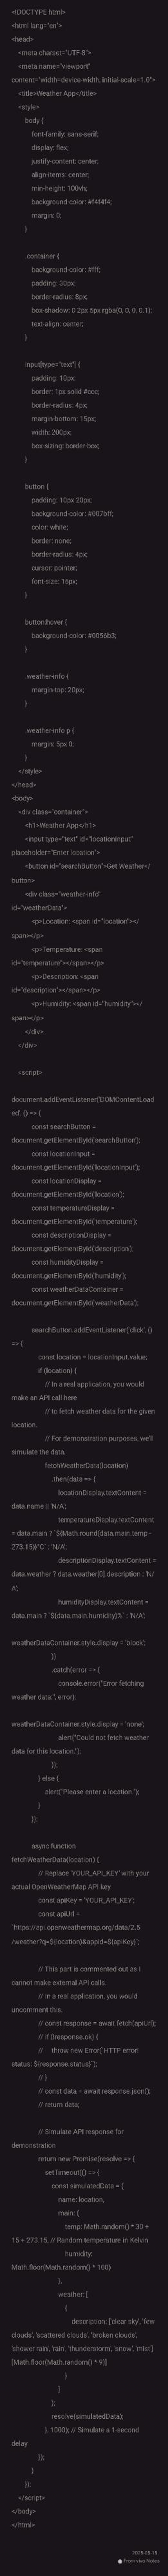 <!DOCTYPE html>
<html lang="en">
<head>
<meta charset="UTF-8">
<meta name="viewport"
content="width=device-width, initial-scale=1.0">
<title>Weather App</title>
<style>
body {
font-family: sans-serif;
display: flex;
justify-content: center;
align-items: center;
min-height: 100vh;
background-color: #f4f4f4;
margin: 0;
}
.container {
background-color: #fff;
padding: 30px;
border-radius: 8px;
box-shadow: 0 2px 5px rgba(0, 0, 0, 0.1);
text-align: center;
}
input[type="text"] {
padding: 10px;
border: 1px solid #ccc;
border-radius: 4px;
margin-bottom: 15px;
width: 200px;
box-sizing: border-box;
}
button {
padding: 10px 20px;
background-color: #007bff;
color: white;
border: none;
border-radius: 4px;
cursor: pointer;
font-size: 16px;
}
button:hover {
background-color: #0056b3;
}
.weather-info {
margin-top: 20px;
}
.weather-info p {
margin: 5px 0;
}
</style>
</head>
<body>
<div class="container">
<h1>Weather App</h1>
<input type="text" id="locationInput"
placeholder="Enter location">
<button id="searchButton">Get Weather</
button>
<div class="weather-info"
id="weatherData">
<p>Location: <span id="location"></
span></p>
<p>Temperature: <span
id="temperature"></span></p>
<p>Description: <span
id="description"></span></p>
<p>Humidity: <span id="humidity"></
span></p>
</div>
</div>
<script>
document.addEventListener('DOMContentLoad
ed', () => {
const searchButton =
document.getElementById('searchButton');
const locationInput =
document.getElementById('locationInput');
const locationDisplay =
document.getElementById('location');
const temperatureDisplay =
document.getElementById('temperature');
const descriptionDisplay =
document.getElementById('description');
const humidityDisplay =
document.getElementById('humidity');
const weatherDataContainer =
document.getElementById('weatherData');
searchButton.addEventListener('click', ()
=> {
const location = locationInput.value;
if (location) {
// In a real application, you would
make an API call here
// to fetch weather data for the given
location.
// For demonstration purposes, we'll
simulate the data.
fetchWeatherData(location)
.then(data => {
locationDisplay.textContent =
data.name || 'N/A';
temperatureDisplay.textContent
= data.main ? `${Math.round(data.main.temp -
273.15)}°C` : 'N/A';
descriptionDisplay.textContent =
data.weather ? data.weather[0].description : 'N/
A';
humidityDisplay.textContent =
data.main ? `${data.main.humidity}%` : 'N/A';
weatherDataContainer.style.display = 'block';
})
.catch(error => {
console.error("Error fetching
weather data:", error);
weatherDataContainer.style.display = 'none';
alert("Could not fetch weather
data for this location.");
});
} else {
alert("Please enter a location.");
}
});
async function
fetchWeatherData(location) {
// Replace 'YOUR_API_KEY' with your
actual OpenWeatherMap API key
const apiKey = 'YOUR_API_KEY';
const apiUrl =
`https://api.openweathermap.org/data/2.5
/weather?q=${location}&appid=${apiKey}`;
// This part is commented out as I
cannot make external API calls.
// In a real application, you would
uncomment this.
// const response = await fetch(apiUrl);
// if (!response.ok) {
// throw new Error(`HTTP error!
status: ${response.status}`);
// }
// const data = await response.json();
// return data;
// Simulate API response for
demonstration
return new Promise(resolve => {
setTimeout(() => {
const simulatedData = {
name: location,
main: {
temp: Math.random() * 30 +
15 + 273.15, // Random temperature in Kelvin
humidity:
Math.floor(Math.random() * 100)
},
weather: [
{
description: ['clear sky', 'few
clouds', 'scattered clouds', 'broken clouds',
'shower rain', 'rain', 'thunderstorm', 'snow', 'mist']
[Math.floor(Math.random() * 9)]
}
]
};
resolve(simulatedData);
}, 1000); // Simulate a 1-second
delay
});
}
});
</script>
</body>
</html>
2025-05-13
From vivo Notes